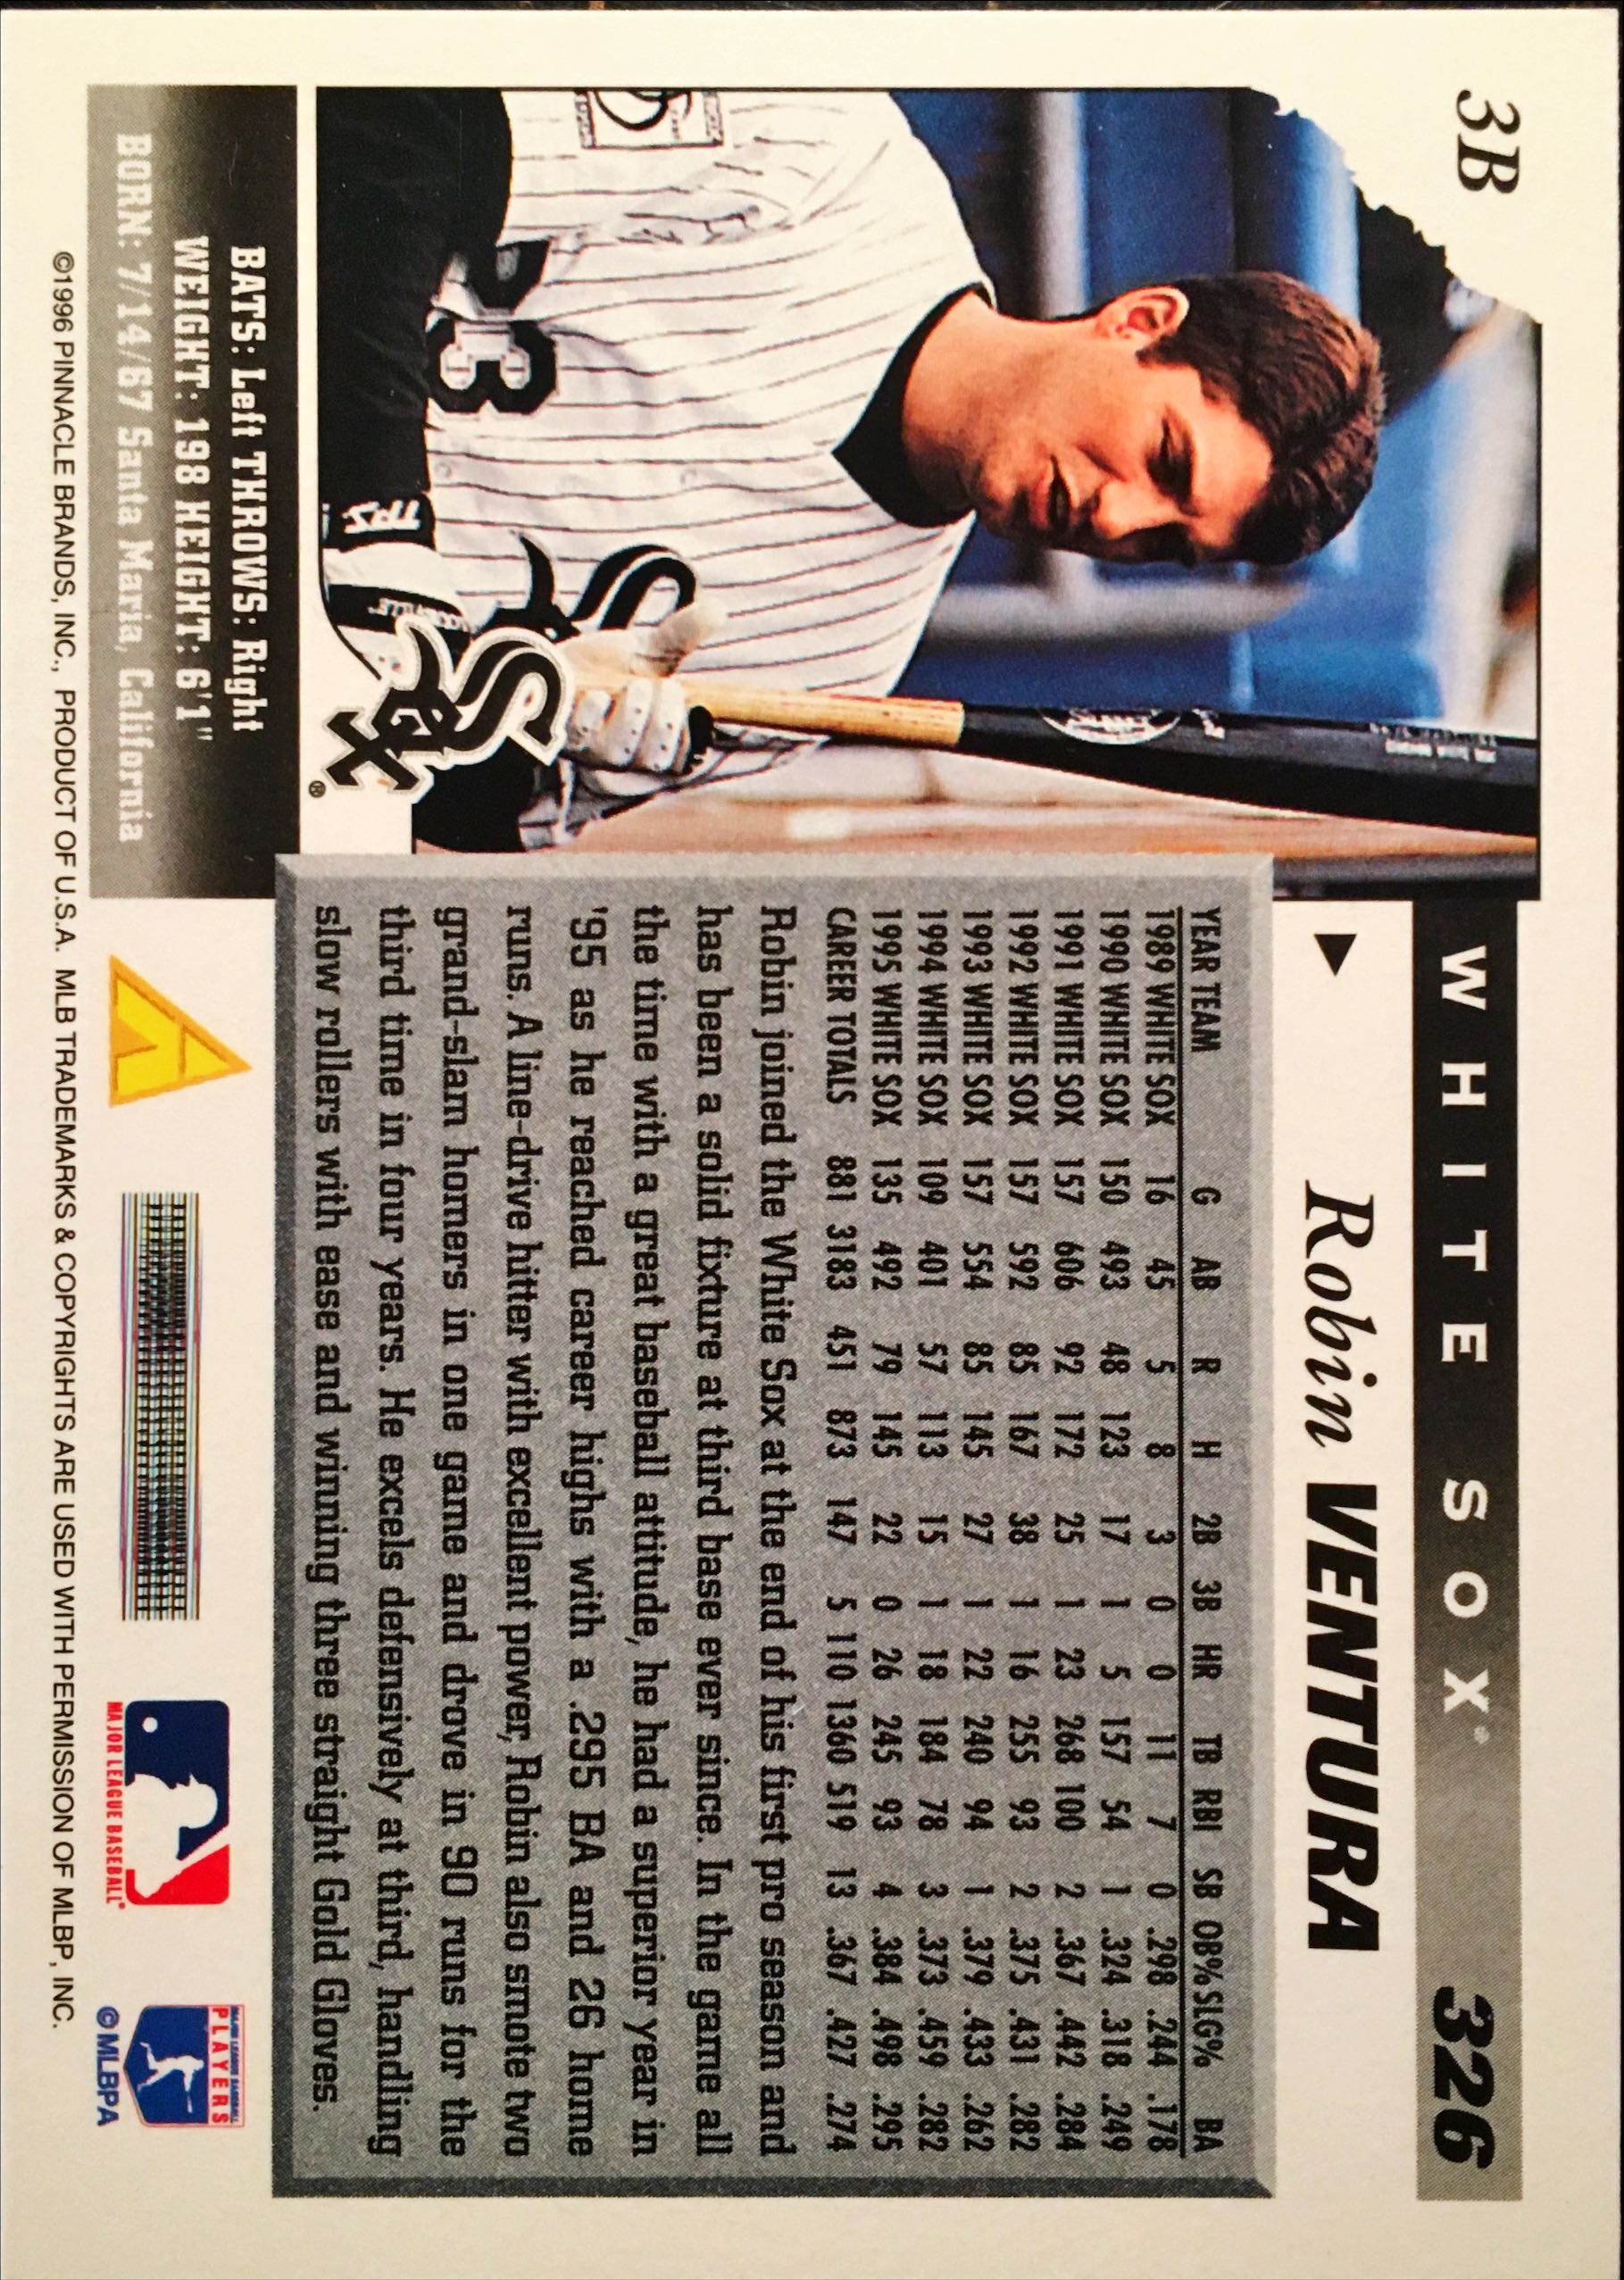 3B
WHITE SOX® 326
Robin VENTURA
YEAR TEAM G AB R H 2B 3B HR TB RBI SB OB% SLG% BA
1989 WHITE SOX 16 45 5 8 3 0 0 11 7 0 .298 .244 .178
1990 WHITE SOX 150 493 48 123 17 1 5 157 54 1 .324 .318 .249
1991 WHITE SOX 157 606 92 172 25 1 23 268 100 2 .367 .442 .284
1992 WHITE SOX 157 592 85 167 38 1 16 255 93 2 .375 .431 .282
1993 WHITE SOX 157 554 85 145 27 1 22 240 94 1 .379 .433 .262
1994 WHITE SOX 109 401 57 113 15 1 18 184 78 3 .373 .459 .282
1995 WHITE SOX 135 492 79 145 22 0 26 245 93 4 .384 .498 .295
CAREER TOTALS 881 3183 451 873 147 5 110 1360 519 13 .367 .427 .274
Robin joined the White Sox at the end of his first pro season and
has been a solid fixture at third base ever since. In the game all
the time with a great baseball attitude, he had a superior year in
'95 as he reached career highs with a .295 BA and 26 home
runs. A line-drive hitter with excellent power, Robin also smote two
grand-slam homers in one game and drove in 90 runs for the
third time in four years. He excels defensively at third, handling
slow rollers with ease and winning three straight Gold Gloves.
Sox
3
TPS
Sox®
BATS: Left THROWS: Right
WEIGHT: 198 HEIGHT: 6'1"
BORN: 7/14/67 Santa Maria, California
MAJOR LEAGUE BASEBALL
MAJOR LEAGUE BASEBALL
PLAYERS
©MLBPA
©1996 PINNACLE BRANDS, INC., PRODUCT OF U.S.A. MLB TRADEMARKS & COPYRIGHTS ARE USED WITH PERMISSION OF MLBP, INC.